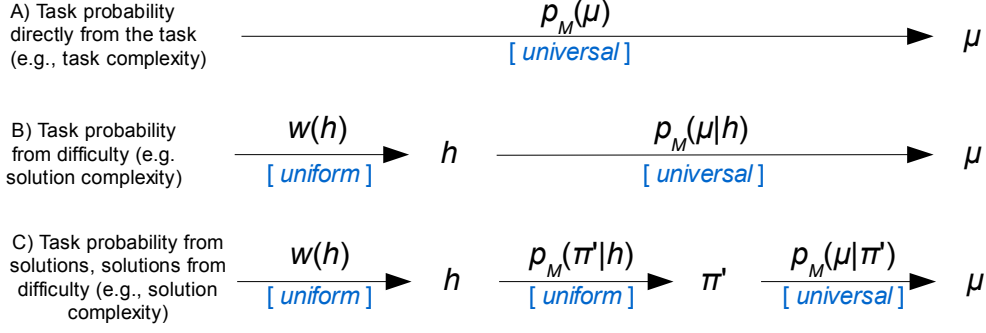 A) Task probability
directly from the task
(e.g., task complexity)
p_M(μ)
[ universal ]
μ
B) Task probability
from difficulty (e.g.
solution complexity)
w(h)
[ uniform ]
h
p_M(μ|h)
[ universal ]
μ
C) Task probability from
solutions, solutions from
difficulty (e.g., solution
complexity)
w(h)
[ uniform ]
h
p_M(π'|h)
[ uniform ]
π'
p_M(μ|π')
[ universal ]
μ